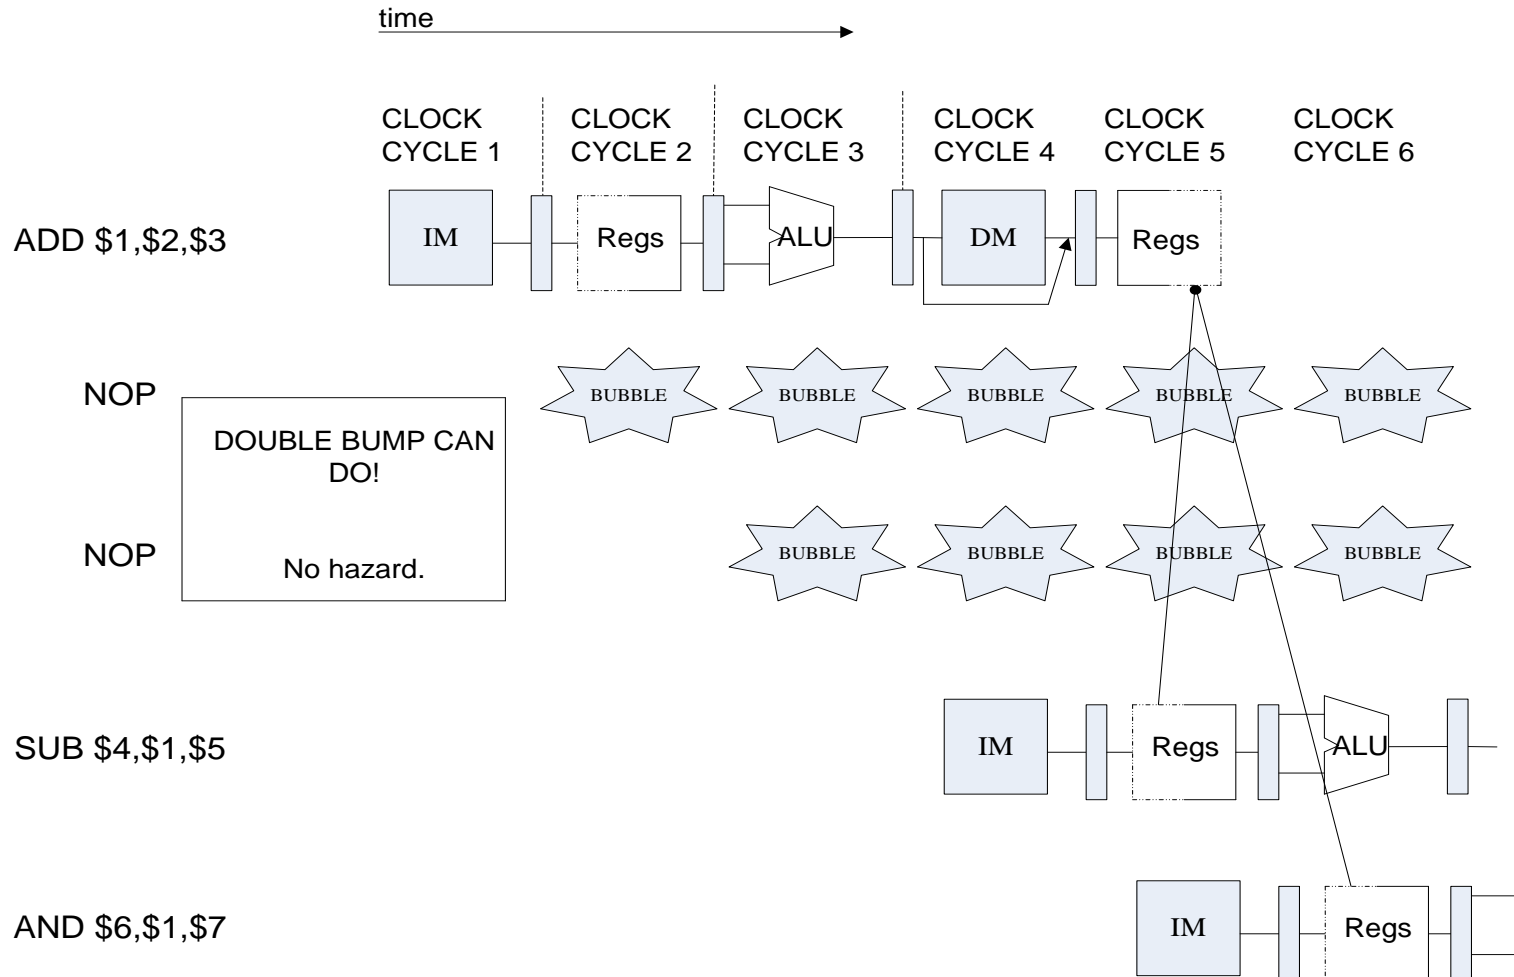 time
CLOCK CYCLE 1
CLOCK CYCLE 2
CLOCK CYCLE 3
CLOCK CYCLE 4
CLOCK CYCLE 5
CLOCK CYCLE 6
ADD $1,$2,$3
IM
Regs
ALU
DM
Regs
NOP
BUBBLE
BUBBLE
BUBBLE
BUBBLE
BUBBLE
DOUBLE BUMP CAN
DO!
No hazard.
NOP
BUBBLE
BUBBLE
BUBBLE
BUBBLE
SUB $4,$1,$5
IM
Regs
ALU
AND $6,$1,$7
IM
Regs